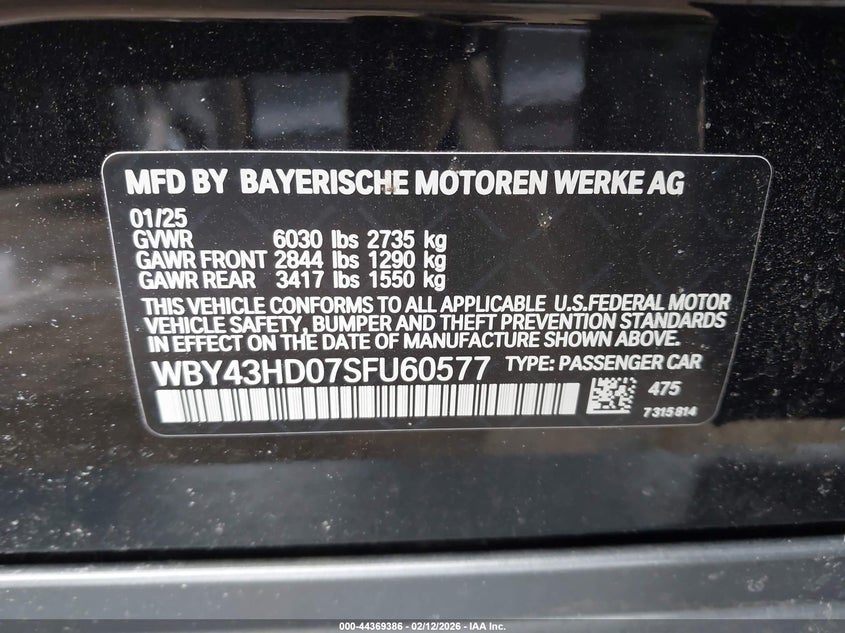 MFD BY BAYERISCHE MOTOREN WERKE AG
01/25
GVWR 6030 lbs 2735 kg
GAWR FRONT 2844 lbs 1290 kg
GAWR REAR 3417 lbs 1550 kg
THIS VEHICLE CONFORMS TO ALL APPLICABLE U.S.FEDERAL MOTOR
VEHICLE SAFETY, BUMPER AND THEFT PREVENTION STANDARDS
IN EFFECT ON THE DATE OF MANUFACTURE SHOWN ABOVE.
WBY43HD07SFU60577 TYPE: PASSENGER CAR
475
7315814
000-44369386 - 02/12/2026 - IAA Inc.